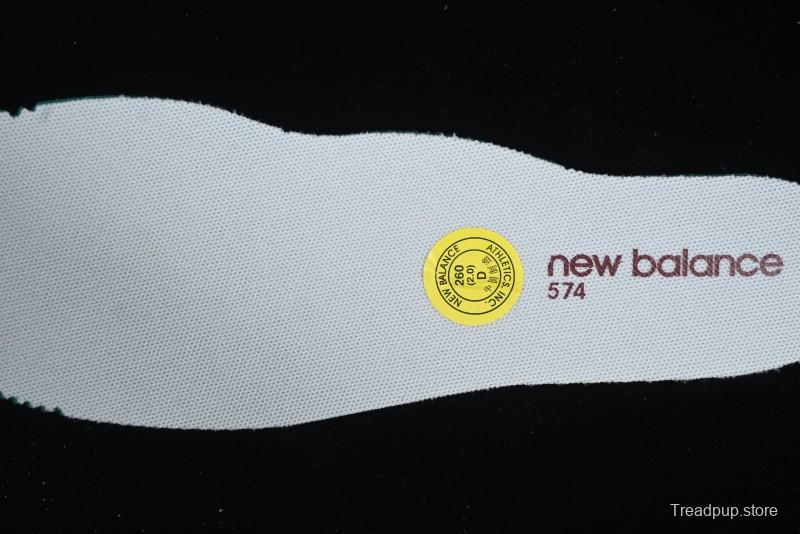 NEW BALANCE ATHLETICS, INC.
260
(2.0)
D
new balance
574
Treadpup.store